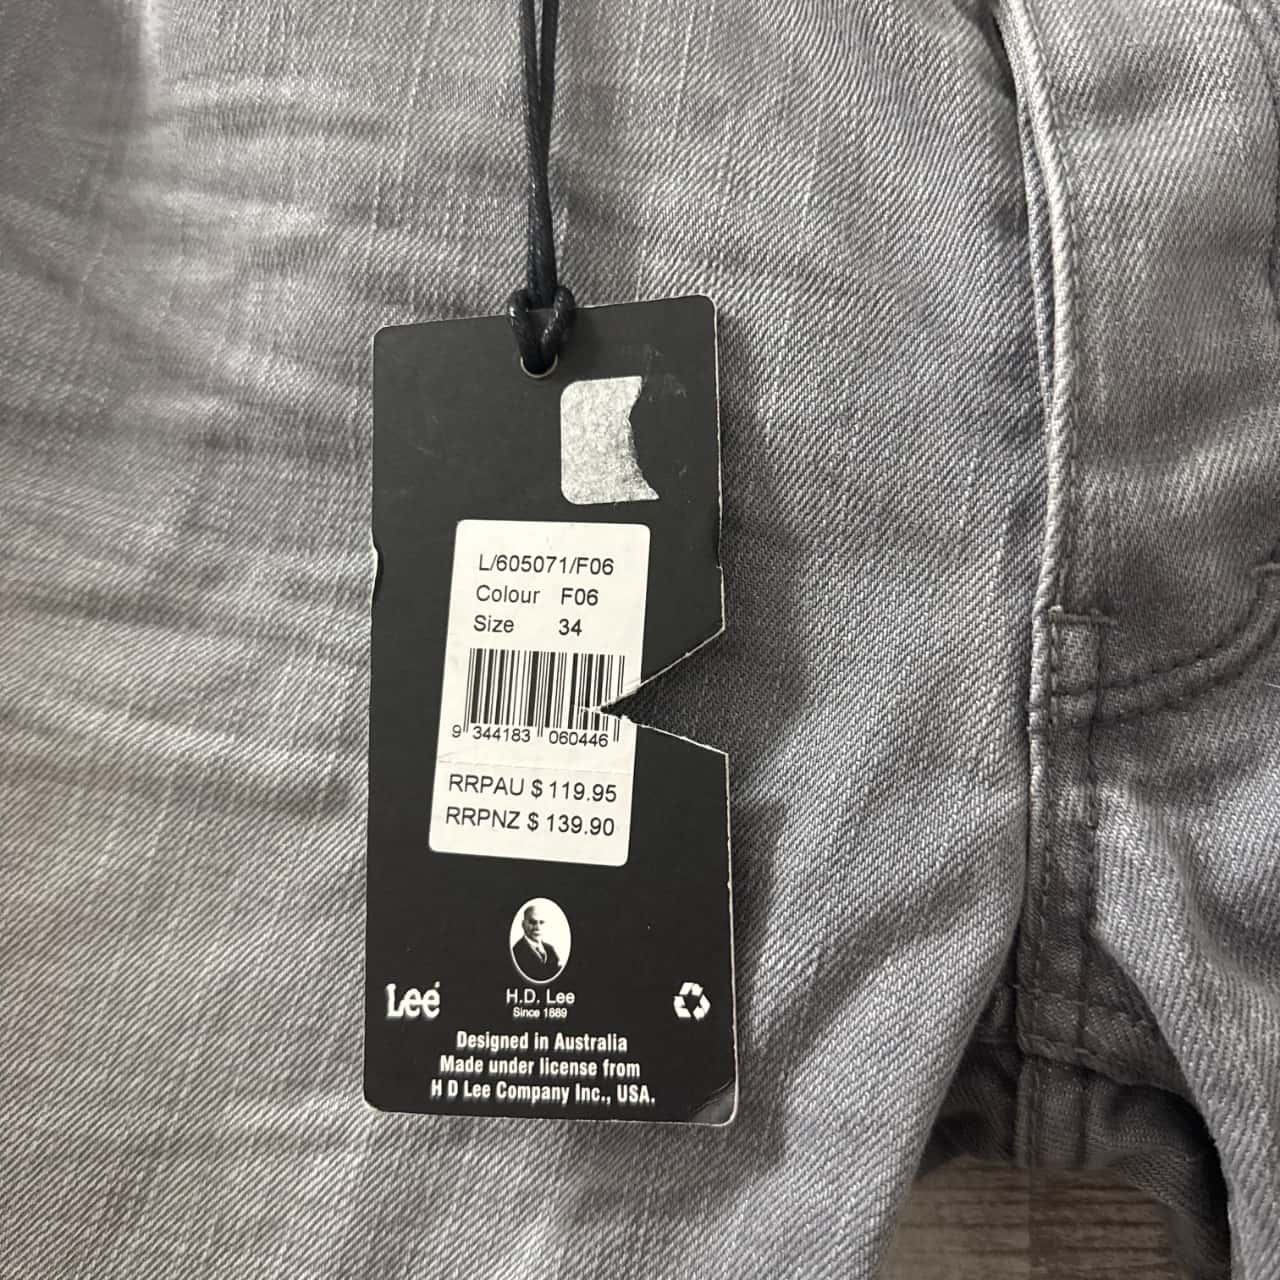 L/605071/F06
Colour F06
Size 34
9 344183 060446
RRPAU $ 119.95
RRPNZ $ 139.90
Lee
H.D. Lee
Since 1889
Designed in Australia
Made under license from
H D Lee Company Inc., USA.